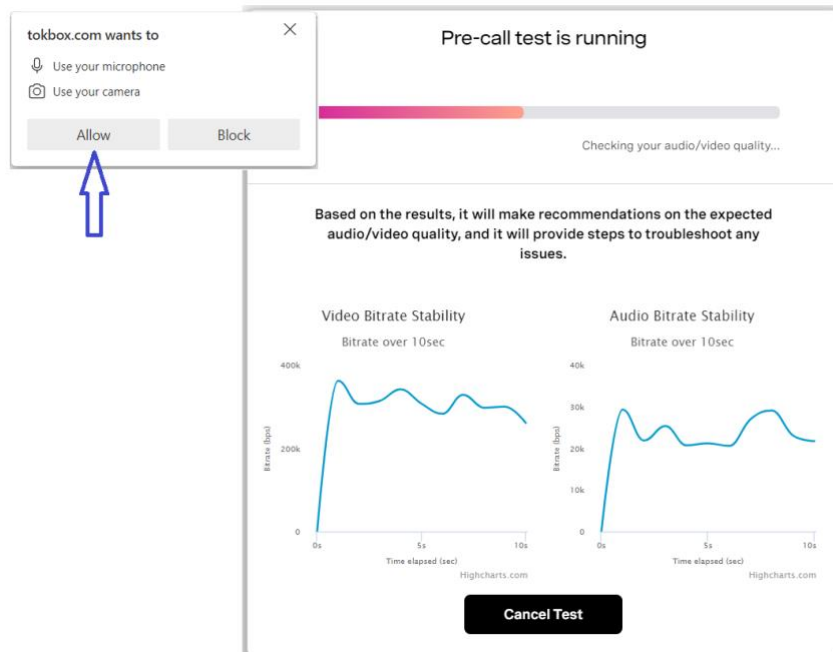 tokbox.com wants to
Use your microphone
Use your camera
Allow
Block
Pre-call test is running
Checking your audio/video quality...
Based on the results, it will make recommendations on the expected
audio/video quality, and it will provide steps to troubleshoot any
issues.
Video Bitrate Stability
Bitrate over 10sec
400k
200k
0
Bitrate (bps)
0s
5s
10s
Time elapsed (sec)
Highcharts.com
Audio Bitrate Stability
Bitrate over 10sec
40k
30k
20k
10k
0
Bitrate (bps)
0s
5s
10s
Time elapsed (sec)
Highcharts.com
Cancel Test